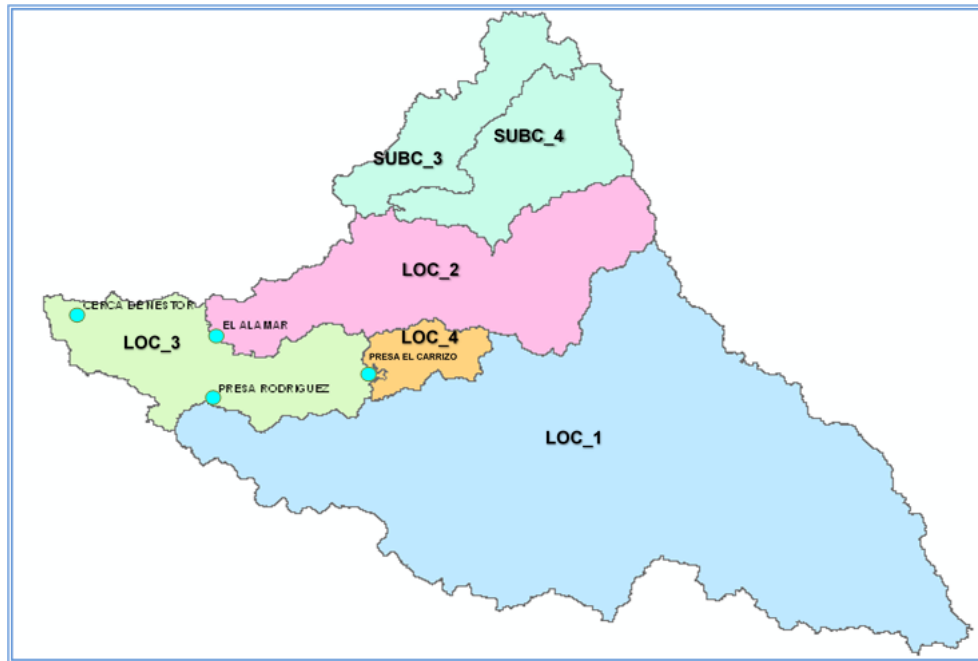 SUBC_4
SUBC_3
LOC_2
CERCA DE NESTOR
EL ALAMAR
LOC_3
LOC_4
PRESA EL CARRIZO
PRESA RODRIGUEZ
LOC_1